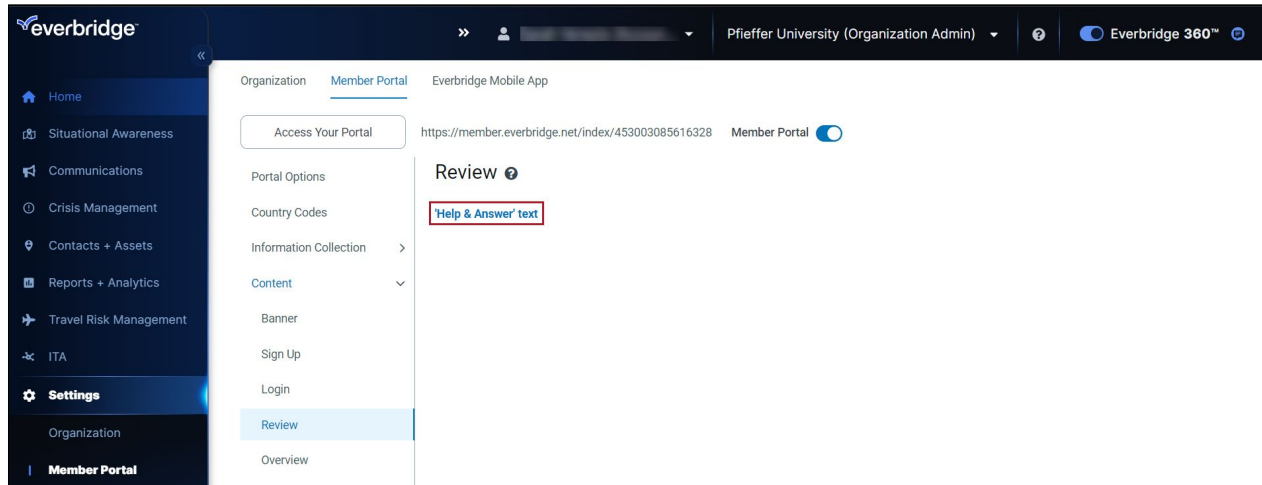 everbridge™
»
Pfieffer University (Organization Admin)
?
Everbridge 360™
«
Home
Situational Awareness
Communications
Crisis Management
Contacts + Assets
Reports + Analytics
Travel Risk Management
ITA
Settings
Organization
Member Portal
Organization Member Portal Everbridge Mobile App
Access Your Portal https://member.everbridge.net/index/453003085616328 Member Portal
Portal Options
Country Codes
Information Collection >
Content
Banner
Sign Up
Login
Review
Overview
Review ?
'Help & Answer' text